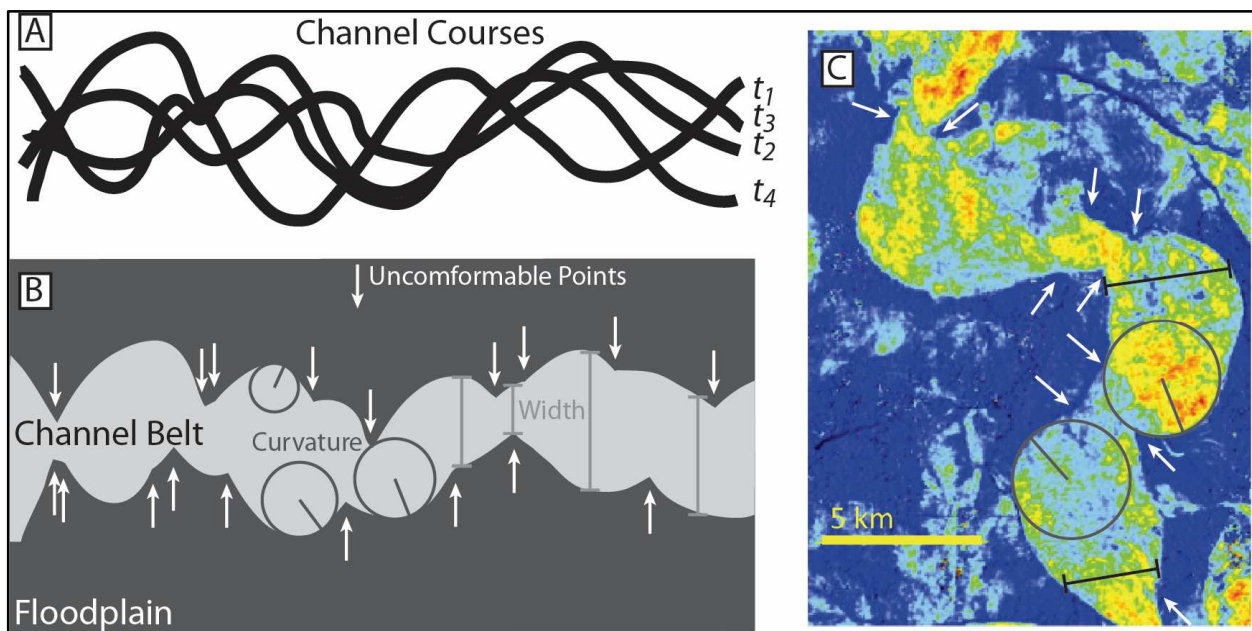 A
Channel Courses
t1
t3
t2
t4
B
Uncomformable Points
Width
Curvature
Channel Belt
Floodplain
C
5 km